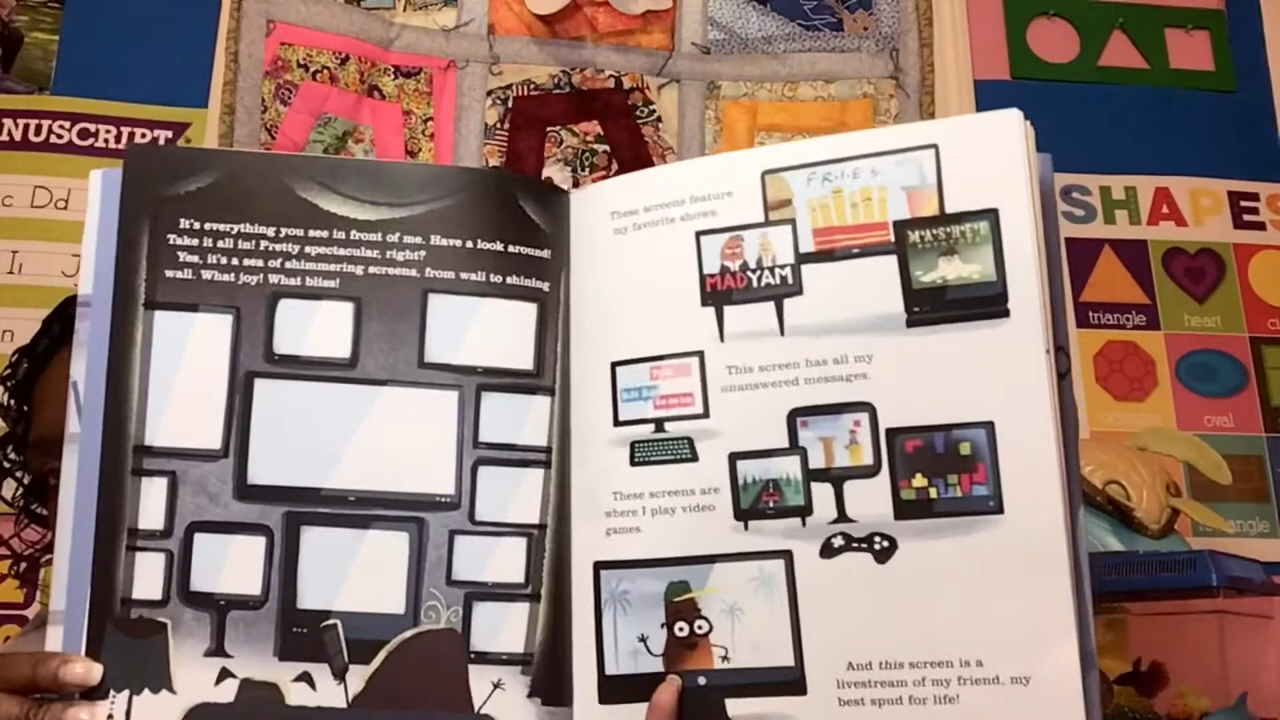 NUSCRIPT
c Dd
I, J
n
It's everything you see in front of me. Have a look around!
Take it all in! Pretty spectacular, right?
Yes, it's a sea of shimmering screens, from wall to shining
wall. What joy! What bliss!
These screens feature
my favorite shows.
FRIES
MADYAM
MASHED
This screen has all my
unanswered messages.
These screens are
where I play video
games.
And this screen is a
livestream of my friend, my
best spud for life!
SHAPES
triangle
heart
oval